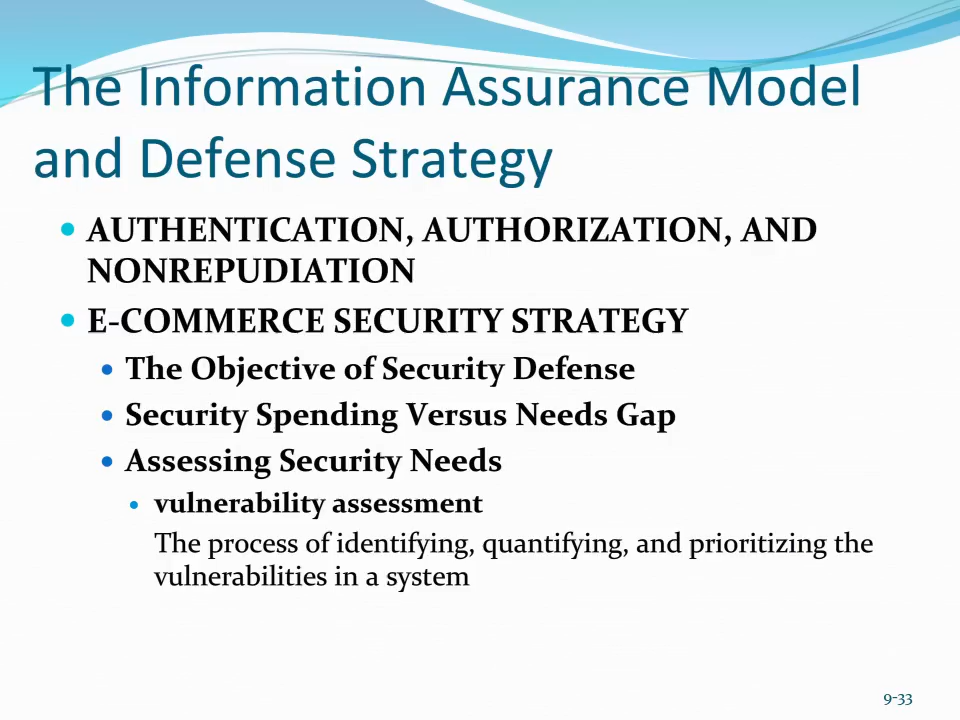 The Information Assurance Model
and Defense Strategy
• AUTHENTICATION, AUTHORIZATION, AND
NONREPUDIATION
• E-COMMERCE SECURITY STRATEGY
• The Objective of Security Defense
• Security Spending Versus Needs Gap
• Assessing Security Needs
• vulnerability assessment
The process of identifying, quantifying, and prioritizing the
vulnerabilities in a system
9-33